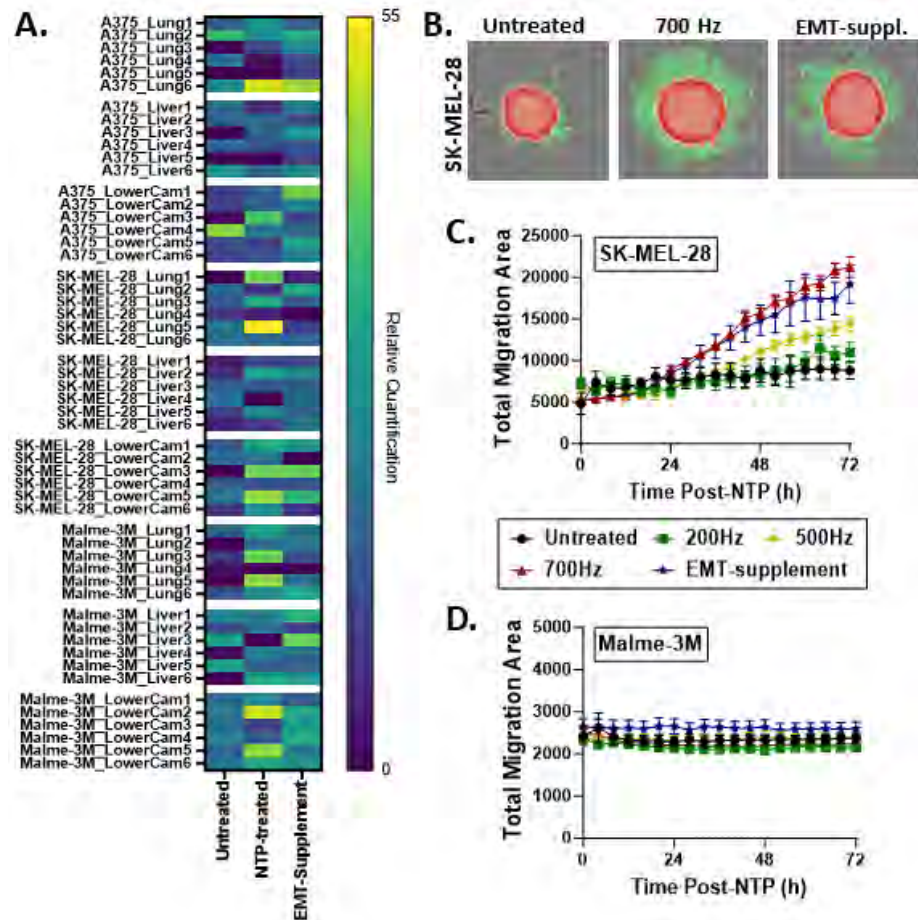 A.
A375_Lung1
A375_Lung2
A375_Lung3
A375_Lung4
A375_Lung5
A375_Lung6
A375_Liver1
A375_Liver2
A375_Liver3
A375_Liver4
A375_Liver5
A375_Liver6
A375_LowerCam1
A375_LowerCam2
A375_LowerCam3
A375_LowerCam4
A375_LowerCam5
A375_LowerCam6
SK-MEL-28_Lung1
SK-MEL-28_Lung2
SK-MEL-28_Lung3
SK-MEL-28_Lung4
SK-MEL-28_Lung5
SK-MEL-28_Lung6
SK-MEL-28_Liver1
SK-MEL-28_Liver2
SK-MEL-28_Liver3
SK-MEL-28_Liver4
SK-MEL-28_Liver5
SK-MEL-28_Liver6
SK-MEL-28_LowerCam1
SK-MEL-28_LowerCam2
SK-MEL-28_LowerCam3
SK-MEL-28_LowerCam4
SK-MEL-28_LowerCam5
SK-MEL-28_LowerCam6
Malme-3M_Lung1
Malme-3M_Lung2
Malme-3M_Lung3
Malme-3M_Lung4
Malme-3M_Lung5
Malme-3M_Lung6
Malme-3M_Liver1
Malme-3M_Liver2
Malme-3M_Liver3
Malme-3M_Liver4
Malme-3M_Liver5
Malme-3M_Liver6
Malme-3M_LowerCam1
Malme-3M_LowerCam2
Malme-3M_LowerCam3
Malme-3M_LowerCam4
Malme-3M_LowerCam5
Malme-3M_LowerCam6
Untreated
NTP-treated
EMT-Supplement
55
Relative Quantification
0
B.
Untreated
700 Hz
EMT-suppl.
SK-MEL-28
C.
SK-MEL-28
Total Migration Area
25000
20000
15000
10000
5000
0
0
24
48
72
Time Post-NTP (h)
Untreated
200Hz
500Hz
700Hz
EMT-supplement
D.
Malme-3M
Total Migration Area
5000
4000
3000
2000
1000
0
0
24
48
72
Time Post-NTP (h)